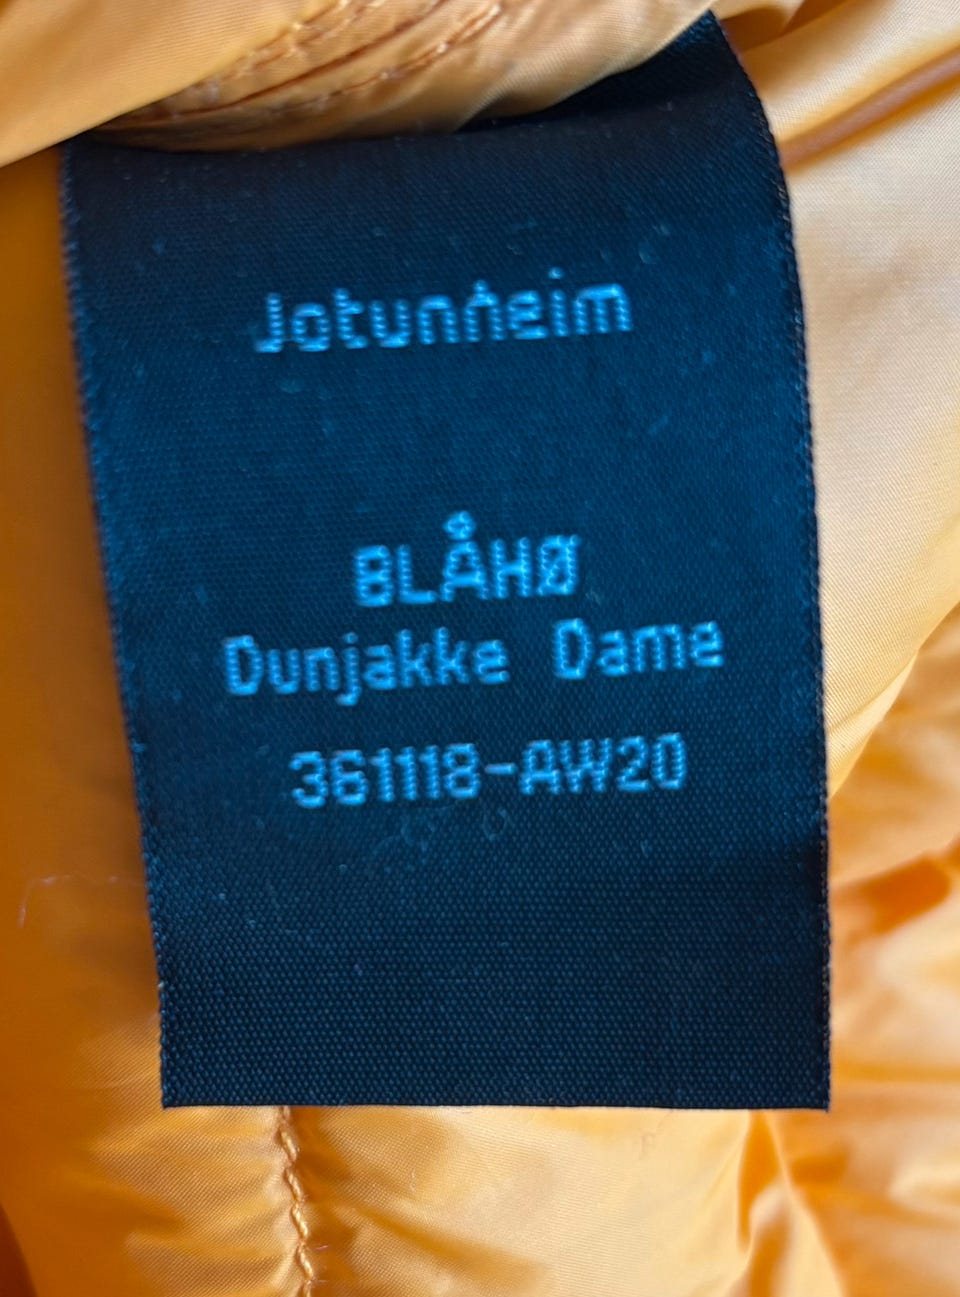 Jotunheim
BLÅHØ
Dunjakke Dame
361118-AW20